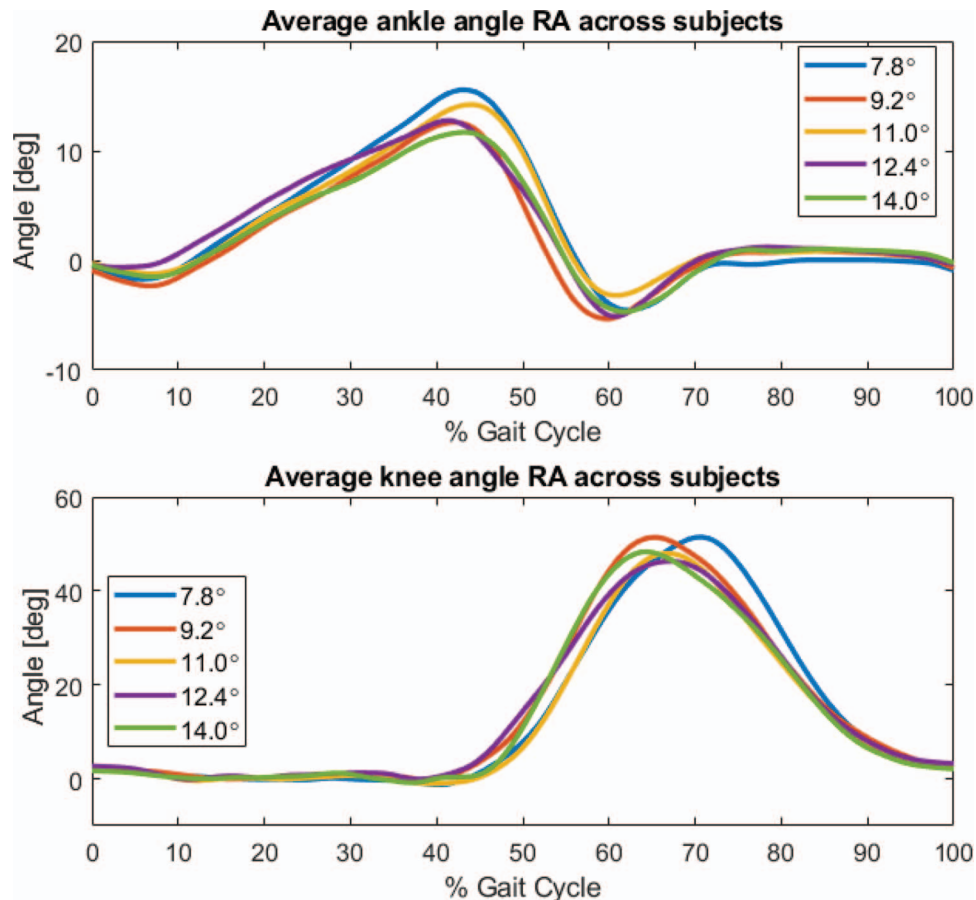 Average ankle angle RA across subjects
20
10
0
-10
Angle [deg]
7.8°
9.2°
11.0°
12.4°
14.0°
0 10 20 30 40 50 60 70 80 90 100
% Gait Cycle
Average knee angle RA across subjects
60
40
20
0
Angle [deg]
7.8°
9.2°
11.0°
12.4°
14.0°
0 10 20 30 40 50 60 70 80 90 100
% Gait Cycle